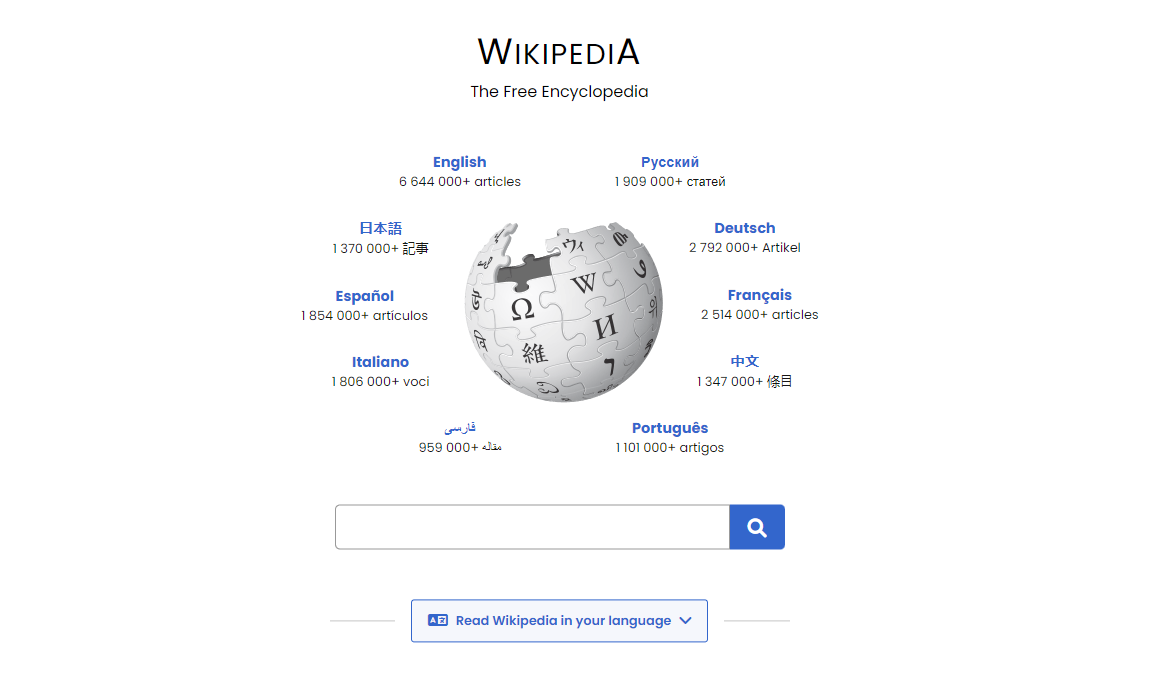 WIKIPEDIA
The Free Encyclopedia
English
6 644 000+ articles
Русский
1 909 000+ статей
日本語
1 370 000+ 記事
Deutsch
2 792 000+ Artikel
Español
1 854 000+ artículos
Français
2 514 000+ articles
Italiano
1 806 000+ voci
中文
1 347 000+ 條目
فارسی
959 000+ مقاله
Português
1 101 000+ artigos
Ω
W
И
維
Read Wikipedia in your language